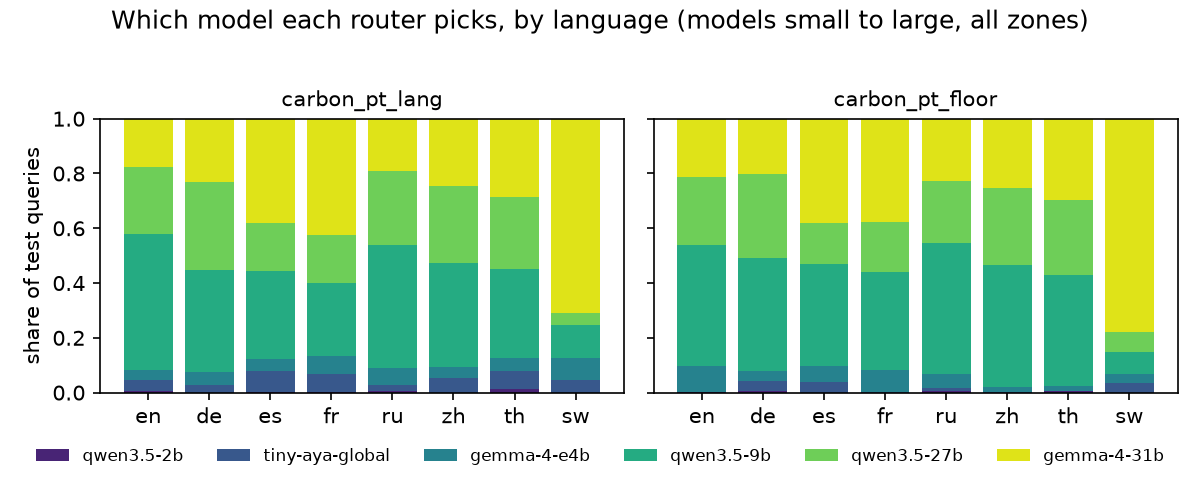 Which model each router picks, by language (models small to large, all zones)
carbon_pt_lang
carbon_pt_floor
share of test queries
1.0
0.8
0.6
0.4
0.2
0.0
en de es fr ru zh th sw
en de es fr ru zh th sw
qwen3.5-2b tiny-aya-global gemma-4-e4b qwen3.5-9b qwen3.5-27b gemma-4-31b